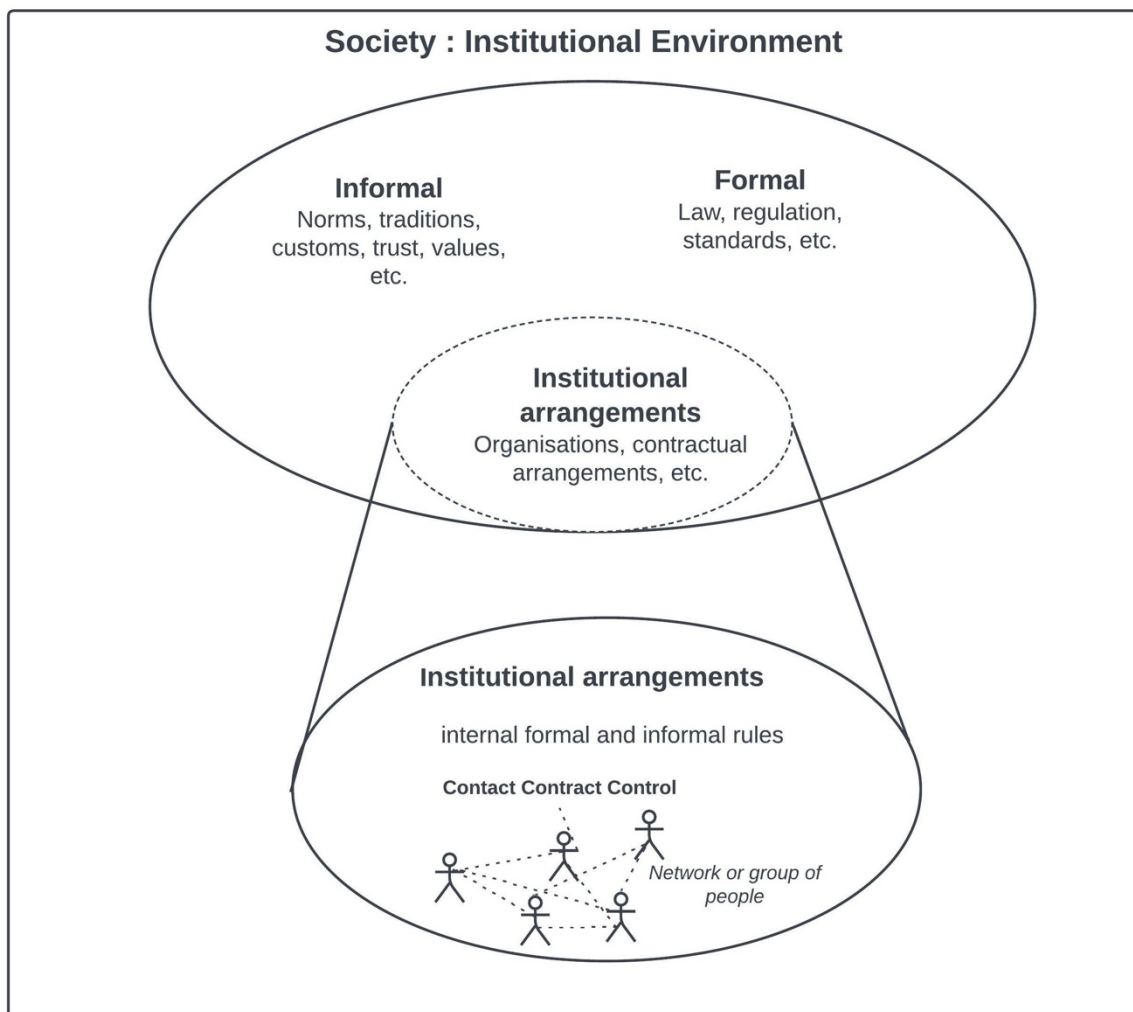 Society : Institutional Environment
Informal
Norms, traditions,
customs, trust, values,
etc.
Formal
Law, regulation,
standards, etc.
Institutional
arrangements
Organisations, contractual
arrangements, etc.
Institutional arrangements
internal formal and informal rules
Contact Contract Control
Network or group of
people